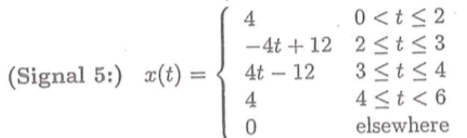 4 0 < t ≤ 2
−4t + 12 2 ≤ t ≤ 3
(Signal 5:) x(t) = { 4t − 12 3 ≤ t ≤ 4
4 4 ≤ t < 6
0 elsewhere